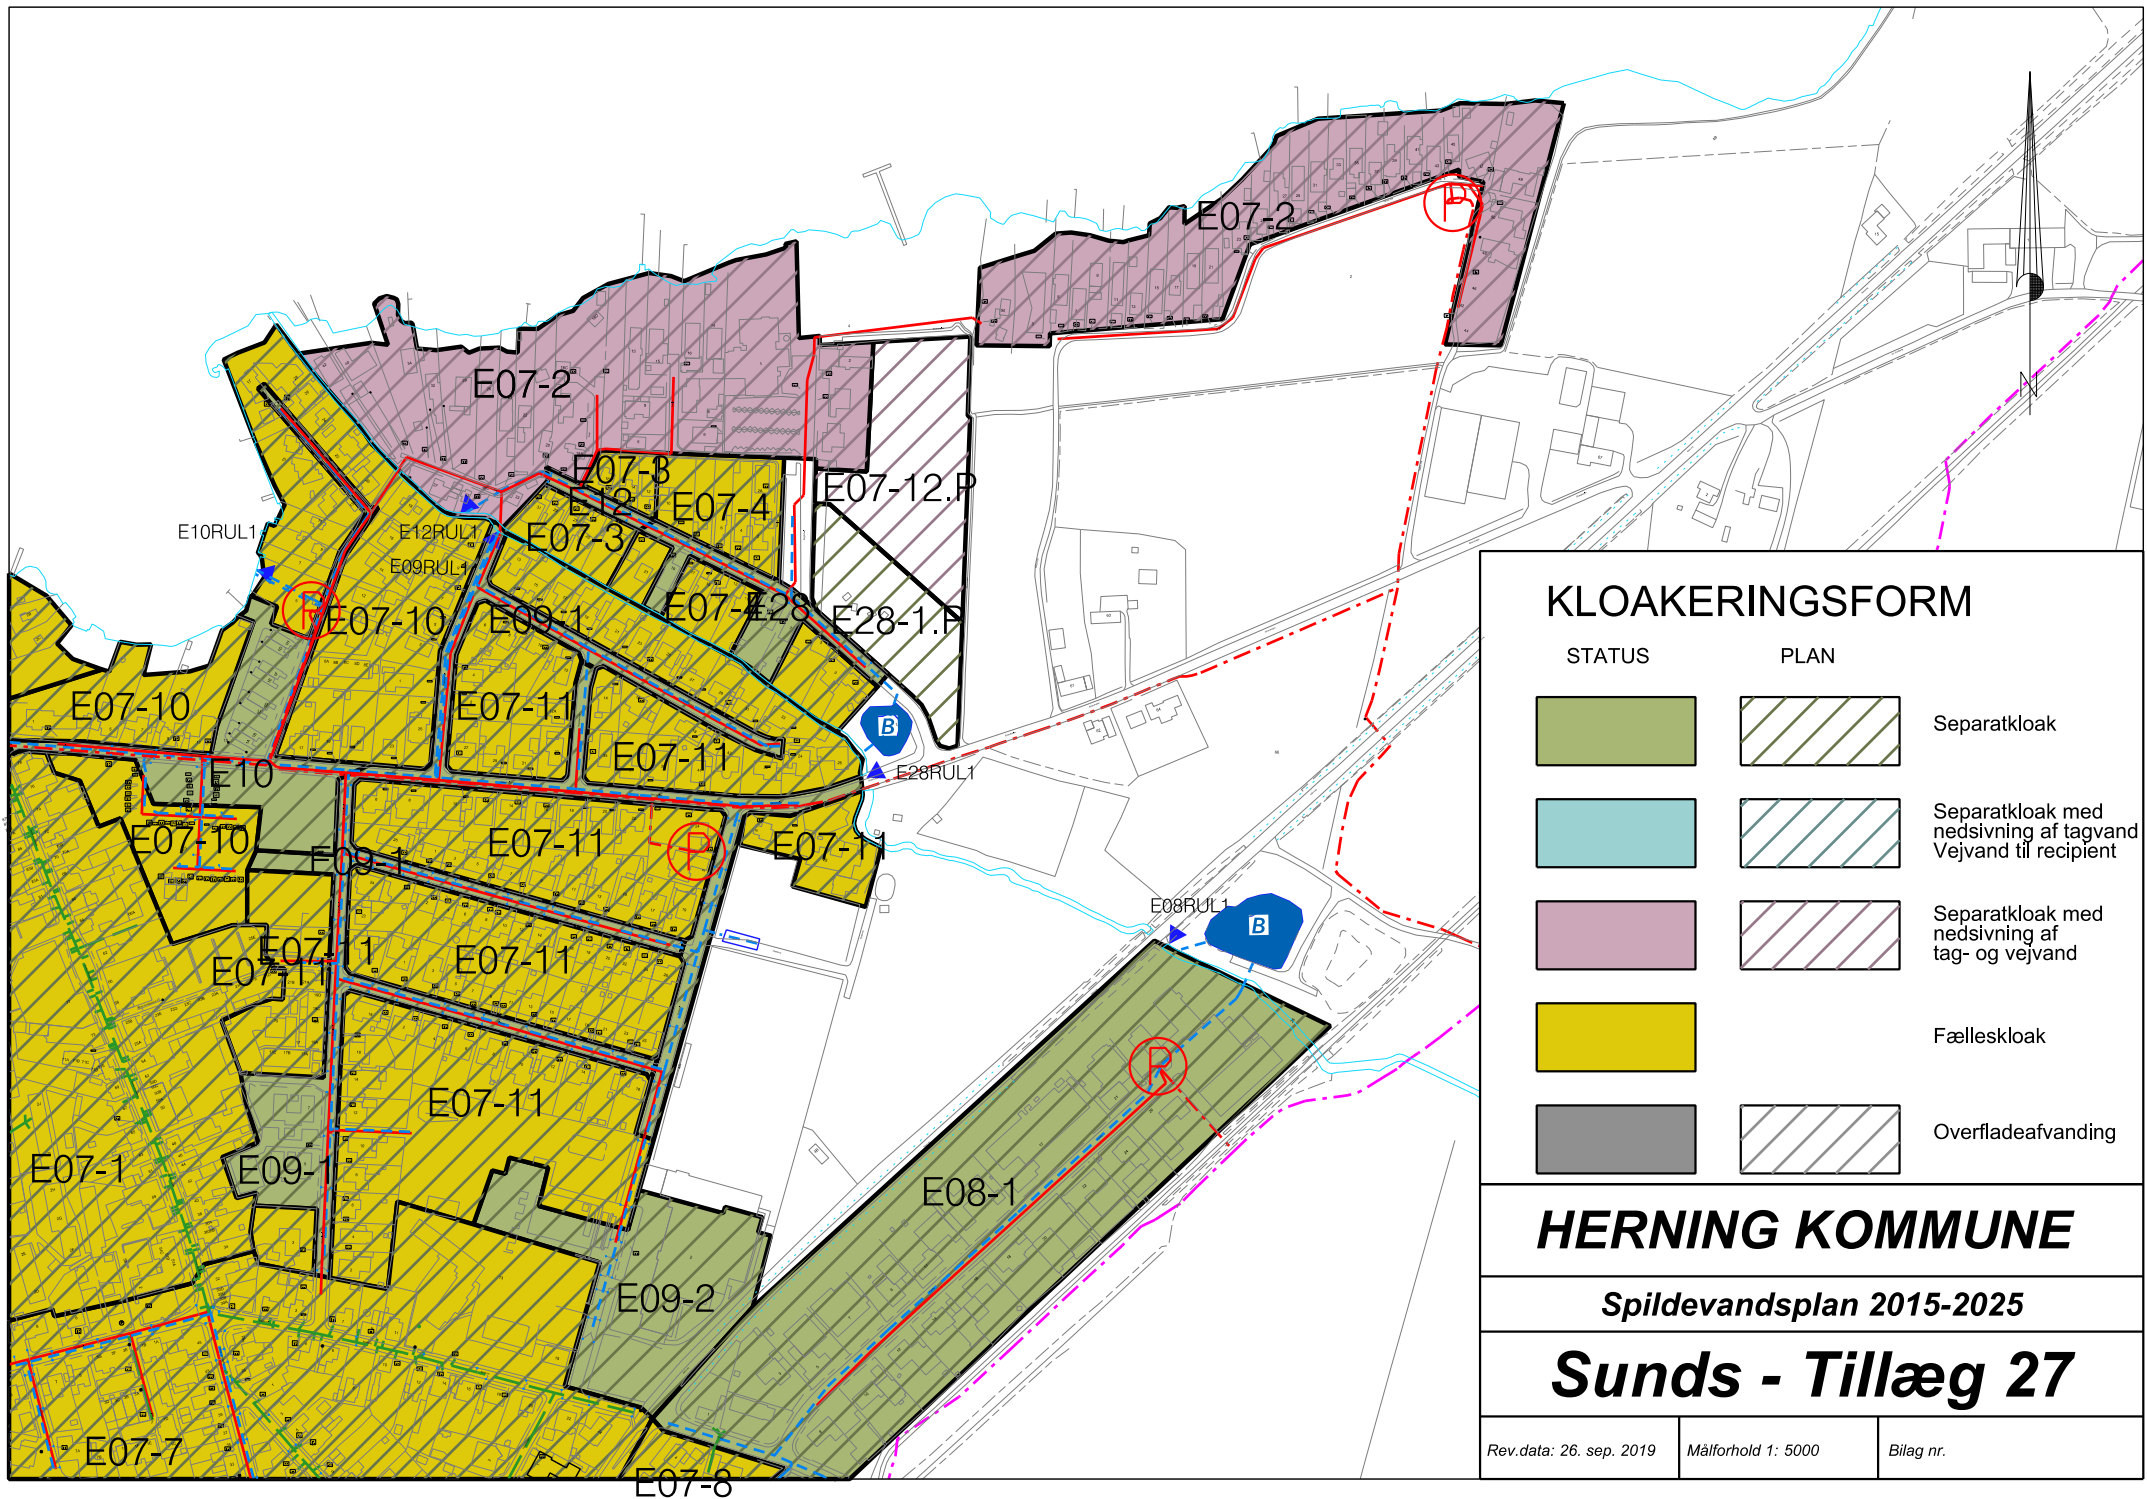 E07-2
E07-2
E07-3
E12
E07-4
E07-12.P
E10RUL1
E12RUL1
E07-3
E09RUL1
E07-10
E09-1
E07-4
E28
E28-1.P
E07-10
E07-11
E07-11
B
E28RUL1
E10
E07-10
E09-1
E07-11
P
E07-11
E08RUL1
B
E07-11
E07-11
E07-11
E07-11
P
E07-1
E09-1
E08-1
E09-2
E07-7
E07-8
P
P
N
KLOAKERINGSFORM
STATUS PLAN
Separatkloak
Separatkloak med
nedsivning af tagvand
Vejvand til recipient
Separatkloak med
nedsivning af
tag- og vejvand
Fælleskloak
Overfladeafvanding
HERNING KOMMUNE
Spildevandsplan 2015-2025
Sunds - Tillæg 27
Rev.data: 26. sep. 2019
Målforhold 1: 5000
Bilag nr.